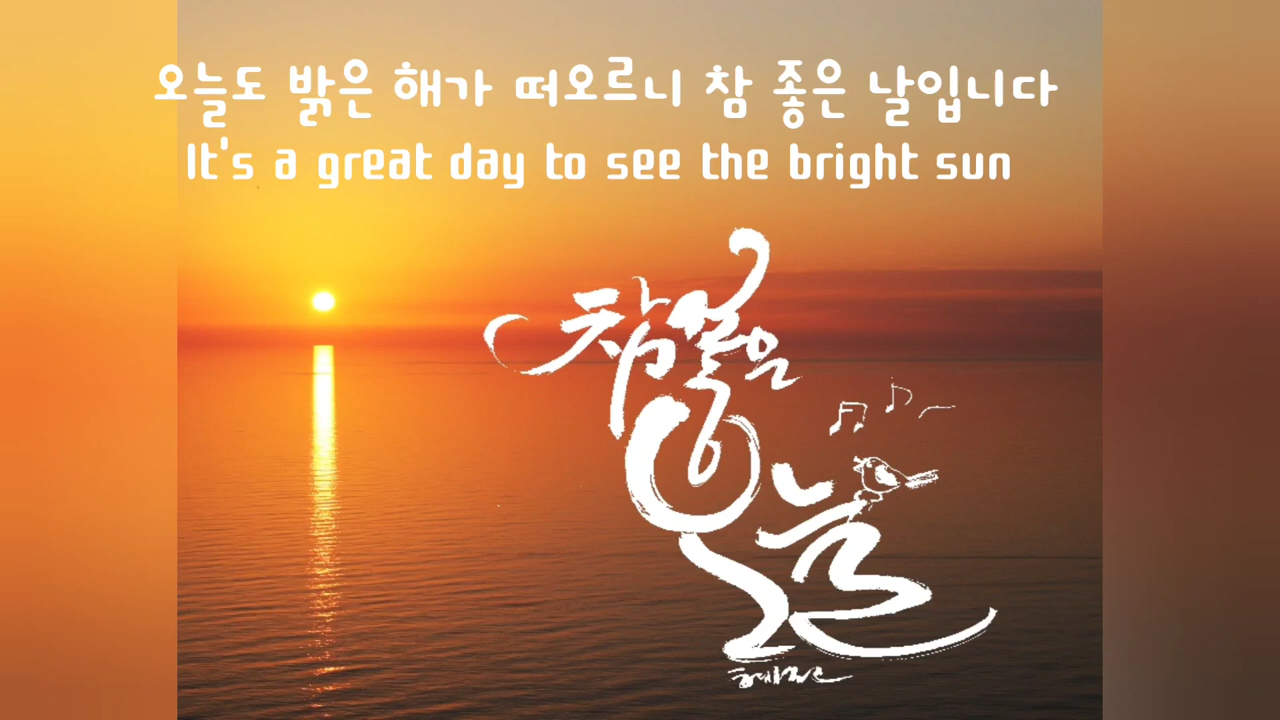 오늘도 밝은 해가 떠오르니 참 좋은 날입니다
It's a great day to see the bright sun
참 좋은
오늘